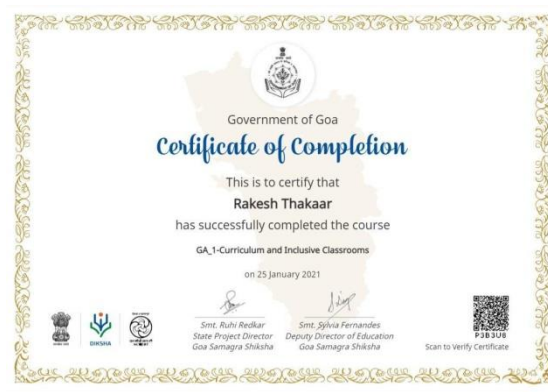 Government of Goa
Certificate of Completion
This is to certify that
Rakesh Thakaar
has successfully completed the course
GA_1-Curriculum and Inclusive Classrooms
on 25 January 2021
DIKSHA
Smt. Ruhi Redkar
State Project Director
Goa Samagra Shiksha
Smt. Sylvia Fernandes
Deputy Director of Education
Goa Samagra Shiksha
P3B3U8
Scan to Verify Certificate